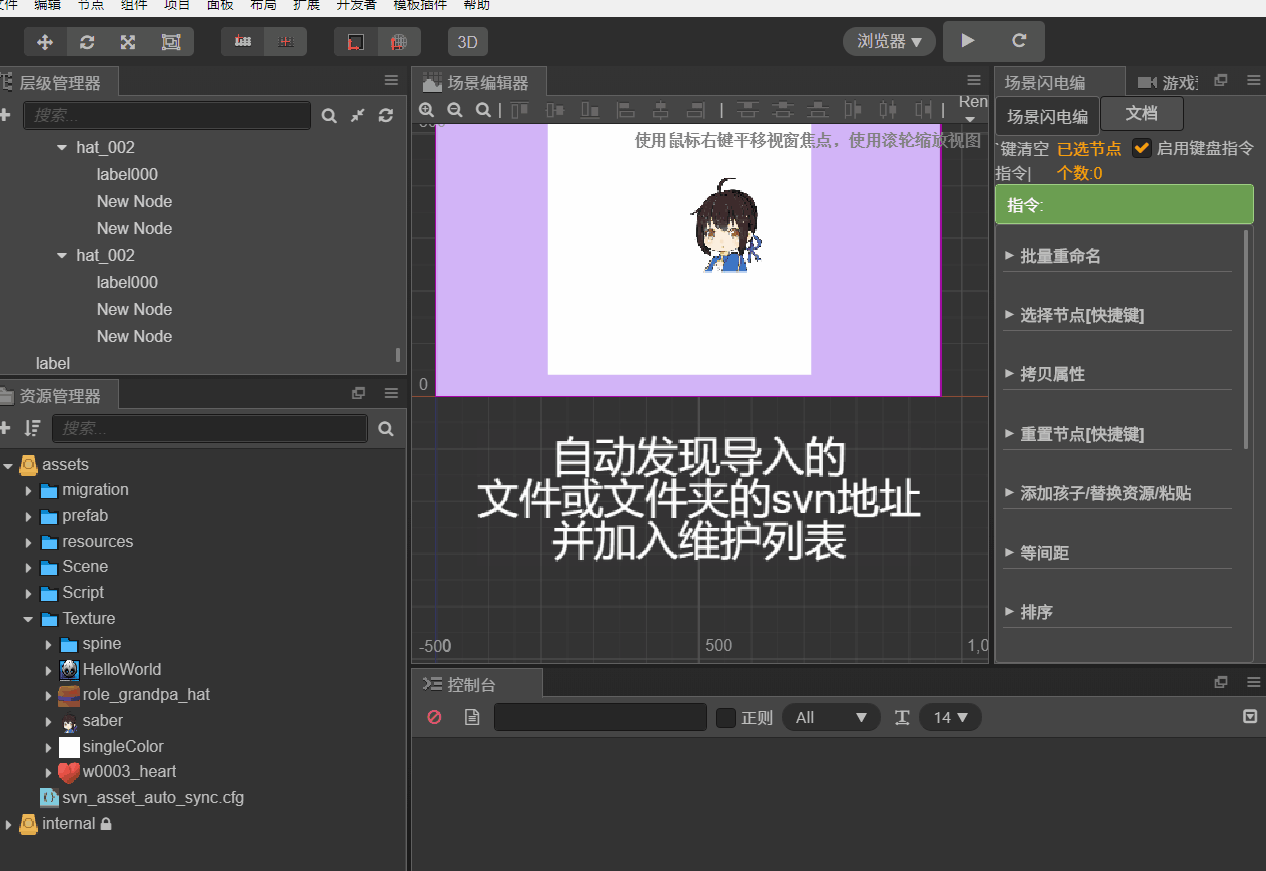 文件 编辑 节点 组件 项目 面板 布局 扩展 开发者 模板插件 帮助
3D
浏览器
层级管理器
搜索...
hat_002
label000
New Node
New Node
hat_002
label000
New Node
New Node
label
资源管理器
搜索...
assets
migration
prefab
resources
Scene
Script
Texture
spine
HelloWorld
role_grandpa_hat
saber
singleColor
w0003_heart
svn_asset_auto_sync.cfg
internal
场景编辑器
Ren
使用鼠标右键平移视窗焦点，使用滚轮缩放视图
0
自动发现导入的
文件或文件夹的svn地址
并加入维护列表
-500 500 1,0
控制台
正则 All 14
场景闪电编 游戏
场景闪电编 文档
`键清空 已选节点 启用键盘指令
指令| 个数:0
指令:
批量重命名
选择节点[快捷键]
拷贝属性
重置节点[快捷键]
添加孩子/替换资源/粘贴
等间距
排序